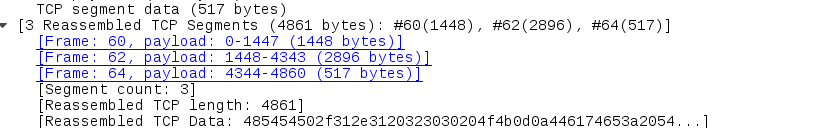 TCP segment data (517 bytes)
[3 Reassembled TCP Segments (4861 bytes): #60(1448), #62(2896), #64(517)]
[Frame: 60, payload: 0-1447 (1448 bytes)]
[Frame: 62, payload: 1448-4343 (2896 bytes)]
[Frame: 64, payload: 4344-4860 (517 bytes)]
[Segment count: 3]
[Reassembled TCP length: 4861]
[Reassembled TCP Data: 485454502f312e3120323030204f4b0d0a446174653a2054...]